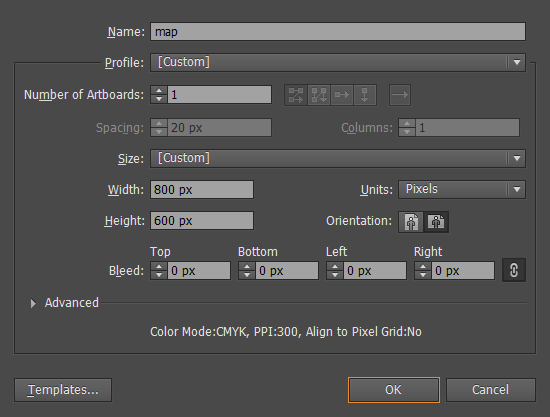 Name: map
Profile: [Custom]
Number of Artboards: 1
Spacing: 20 px Columns: 1
Size: [Custom]
Width: 800 px Units: Pixels
Height: 600 px Orientation:
Top Bottom Left Right
Bleed: 0 px 0 px 0 px 0 px
Advanced
Color Mode:CMYK, PPI:300, Align to Pixel Grid:No
Templates... OK Cancel